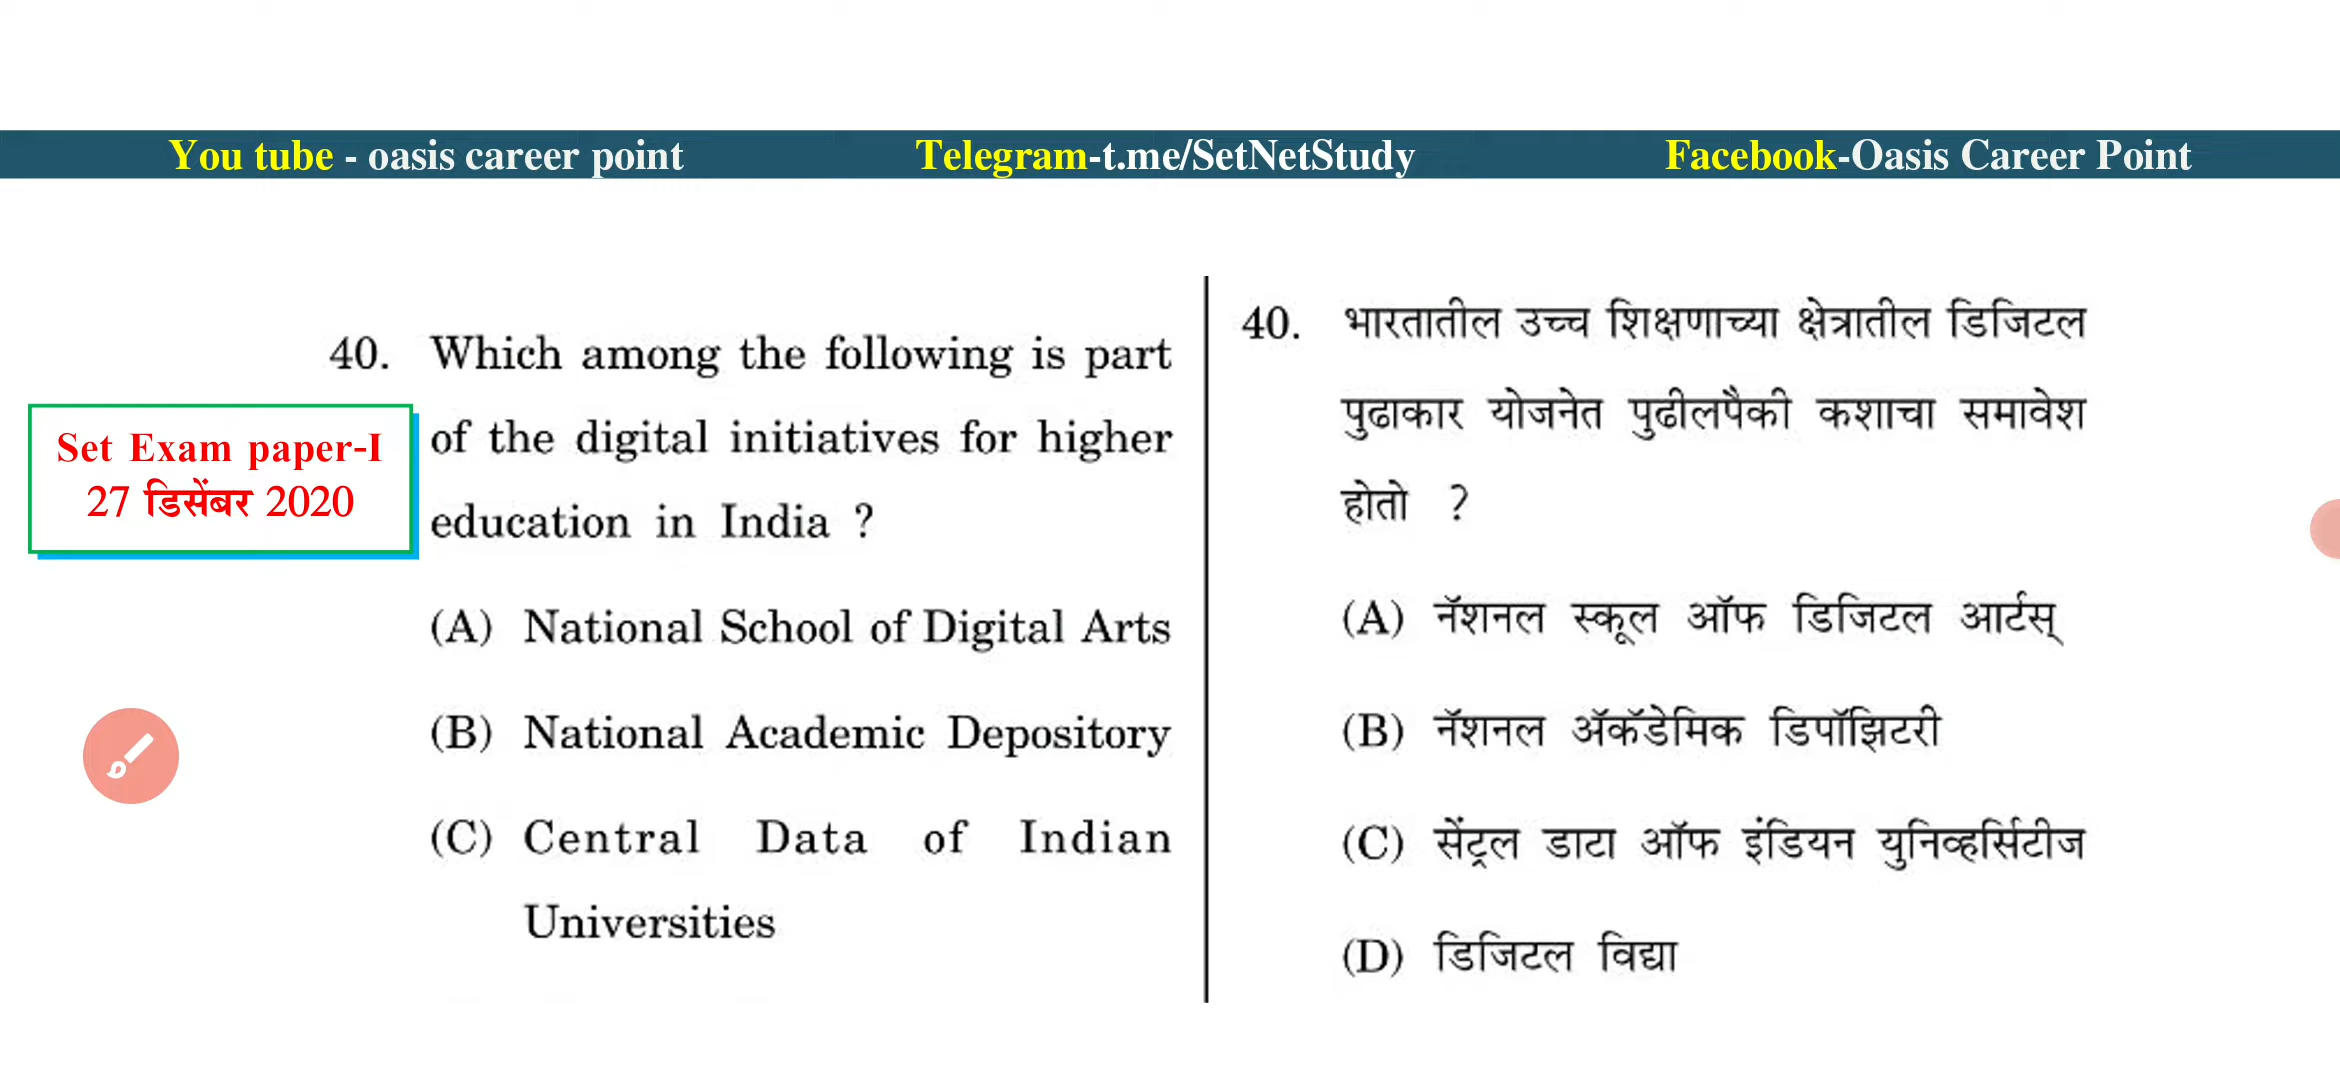 You tube - oasis career point Telegram-t.me/SetNetStudy Facebook-Oasis Career Point
Set Exam paper-I
27 डिसेंबर 2020
40. Which among the following is part
of the digital initiatives for higher
education in India ?
(A) National School of Digital Arts
(B) National Academic Depository
(C) Central Data of Indian
Universities
40. भारतातील उच्च शिक्षणाच्या क्षेत्रातील डिजिटल
पुढाकार योजनेत पुढीलपैकी कशाचा समावेश
होतो ?
(A) नॅशनल स्कूल ऑफ डिजिटल आर्टस्
(B) नॅशनल ॲकॅडेमिक डिपॉझिटरी
(C) सेंट्रल डाटा ऑफ इंडियन युनिव्हर्सिटीज
(D) डिजिटल विद्या